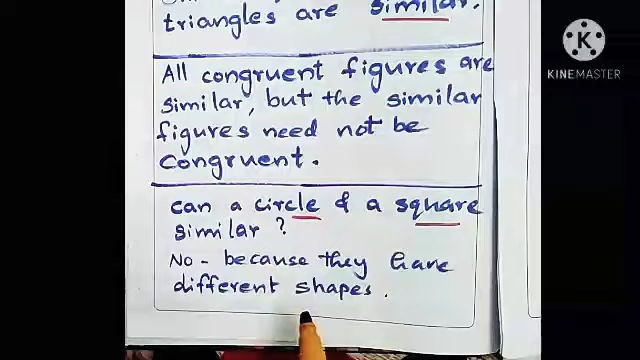 triangles are similar.
All congruent figures are
similar, but the similar
figures need not be
congruent.
can a circle & a square
similar?
No - because they have
different shapes.
K
KINEMASTER